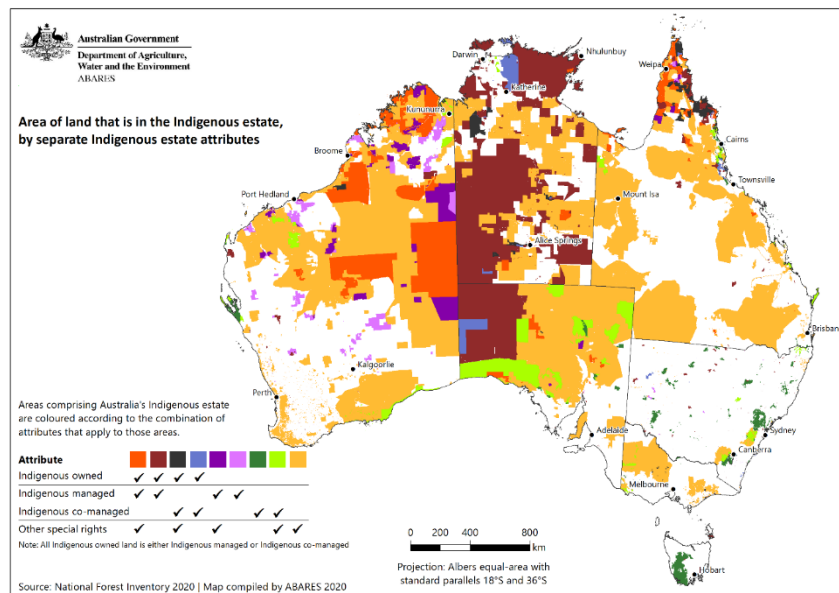 Australian Government
Department of Agriculture,
Water and the Environment
ABARES
Area of land that is in the Indigenous estate,
by separate Indigenous estate attributes
Darwin
Nhulunbuy
Katherine
Weipa
Kununurra
Broome
Cairns
Townsville
Port Hedland
Mount Isa
Alice Springs
Brisban
Kalgoorlie
Perth
Adelaide
Sydney
Canberra
Melbourne
Hobart
Areas comprising Australia's Indigenous estate
are coloured according to the combination of
attributes that apply to those areas.
Attribute
Indigenous owned ✓ ✓ ✓ ✓
Indigenous managed ✓ ✓ ✓ ✓
Indigenous co-managed ✓ ✓ ✓ ✓
Other special rights ✓ ✓ ✓ ✓ ✓
Note: All Indigenous owned land is either Indigenous managed or Indigenous co-managed
0 200 400 600 800
km
Projection: Albers equal-area with
standard parallels 18°S and 36°S
Source: National Forest Inventory 2020 | Map compiled by ABARES 2020